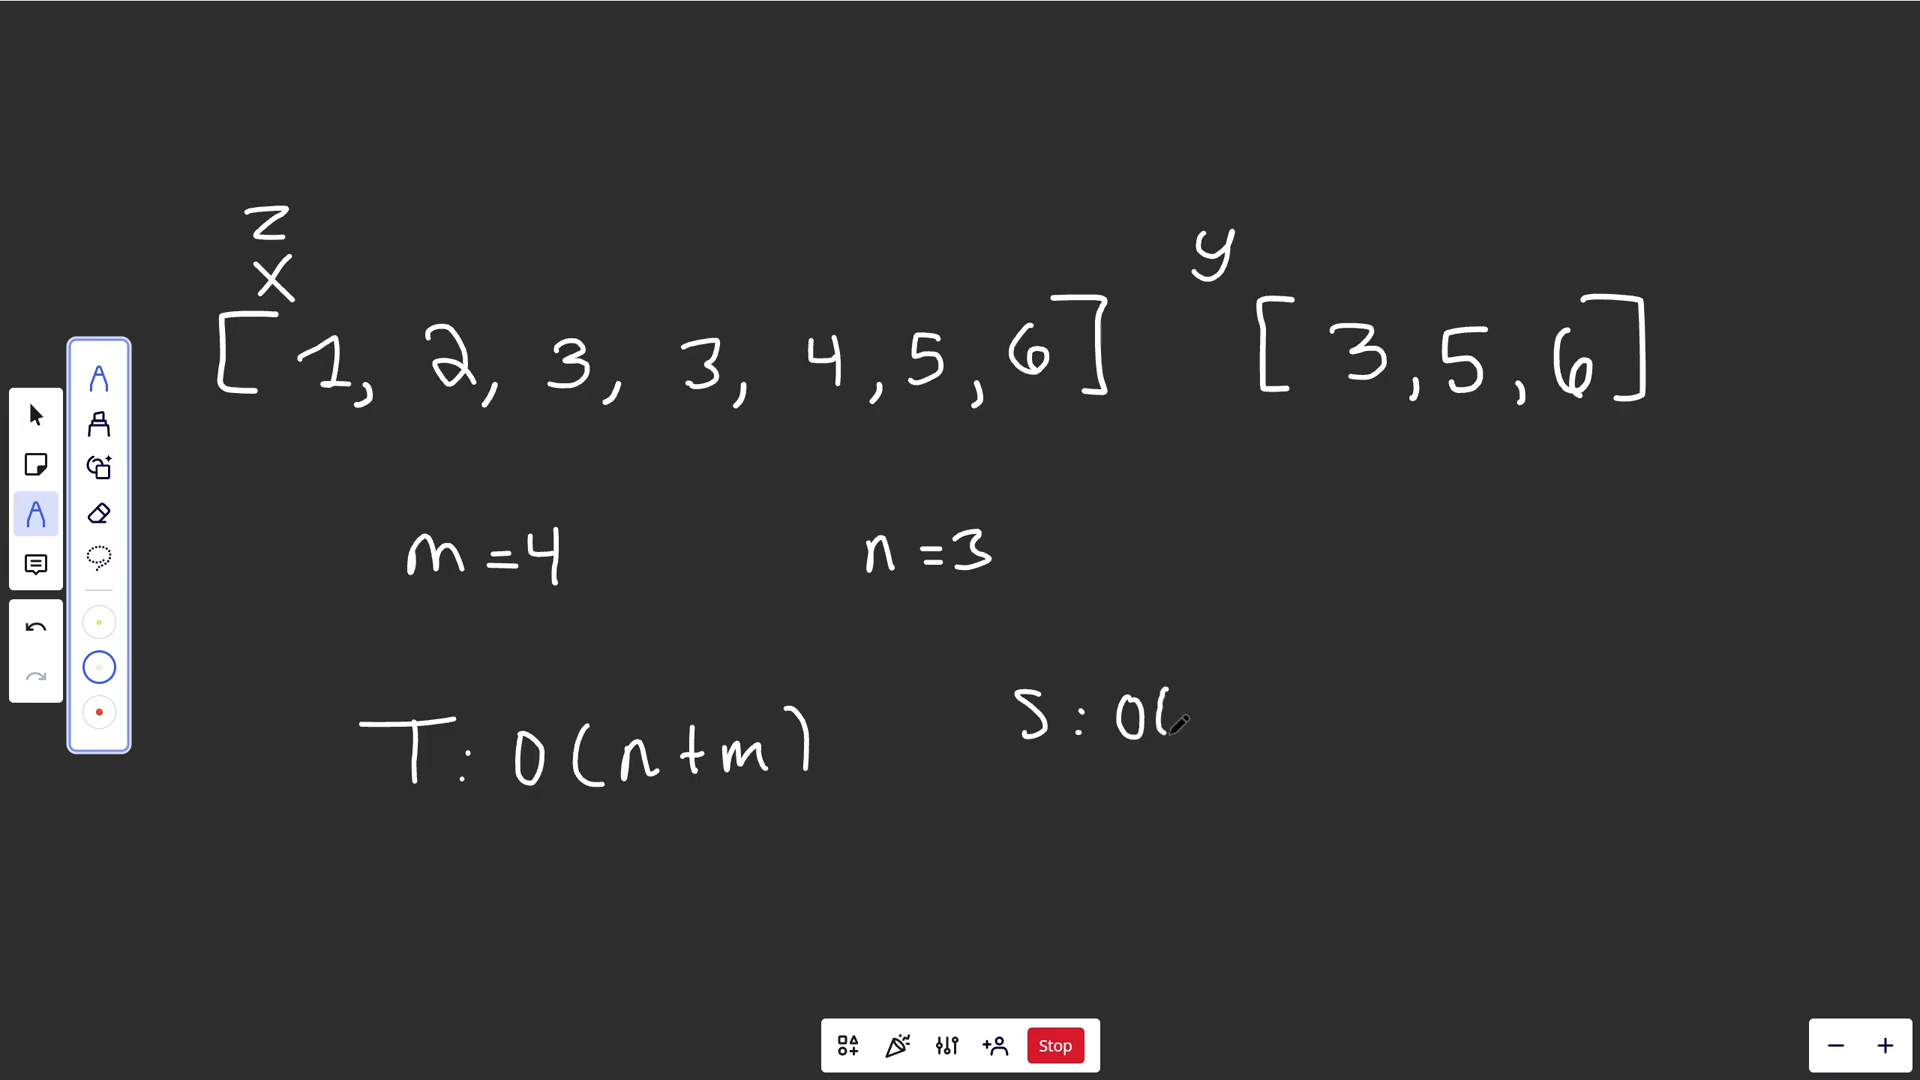 z
x
y
[ 1, 2, 3, 3, 4, 5, 6 ] [ 3, 5, 6 ]
m = 4 n = 3
T: O(n+m) S: O(
Stop